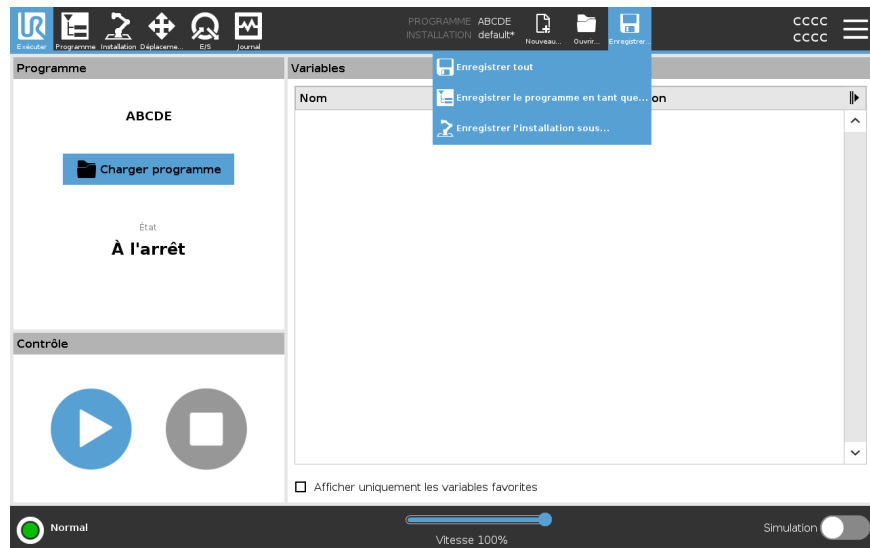 Exécuter
Programme
Installation
Déplaceme...
E/S
Journal
PROGRAMME ABCDE
INSTALLATION default*
Nouveau...
Ouvrir...
Enregistrer...
CCCC
CCCC
Programme
Variables
Enregistrer tout
Enregistrer le programme en tant que...
Enregistrer l'installation sous...
Nom
on
ABCDE
Charger programme
État
À l'arrêt
Contrôle
Afficher uniquement les variables favorites
Normal
Vitesse 100%
Simulation